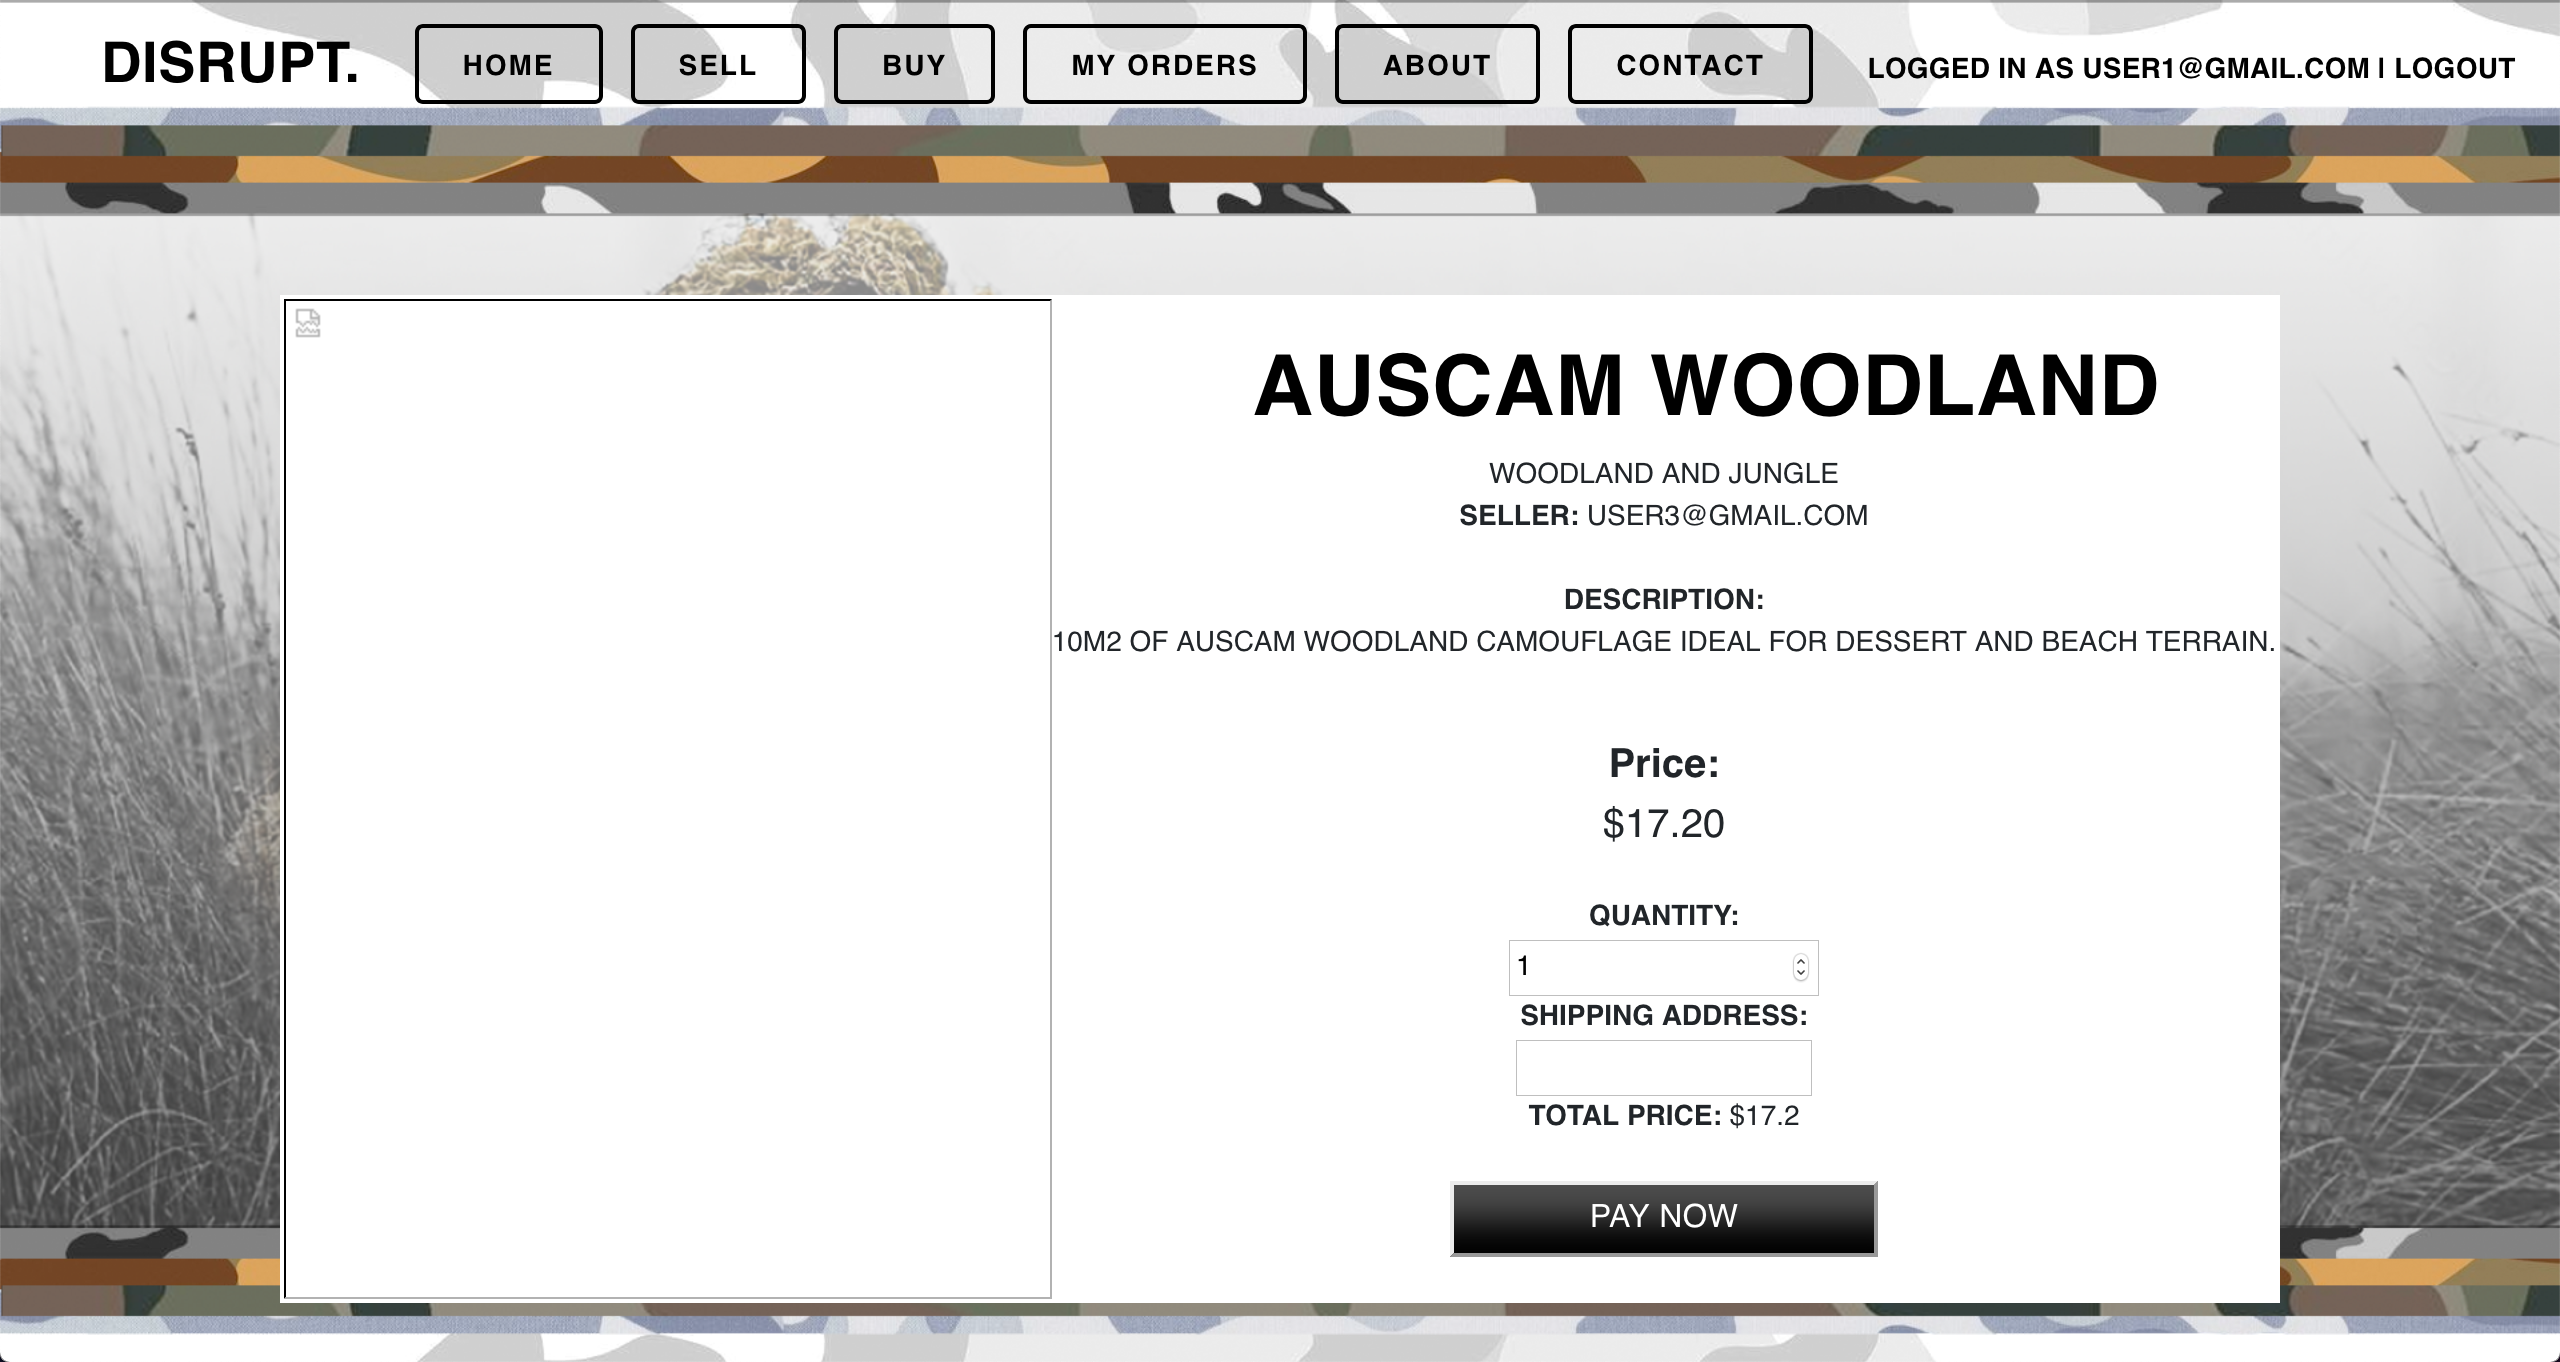 DISRUPT.
HOME
SELL
BUY
MY ORDERS
ABOUT
CONTACT
LOGGED IN AS USER1@GMAIL.COM | LOGOUT
AUSCAM WOODLAND
WOODLAND AND JUNGLE
SELLER: USER3@GMAIL.COM
DESCRIPTION:
10M2 OF AUSCAM WOODLAND CAMOUFLAGE IDEAL FOR DESSERT AND BEACH TERRAIN.
Price:
$17.20
QUANTITY:
1
SHIPPING ADDRESS:
TOTAL PRICE: $17.2
PAY NOW